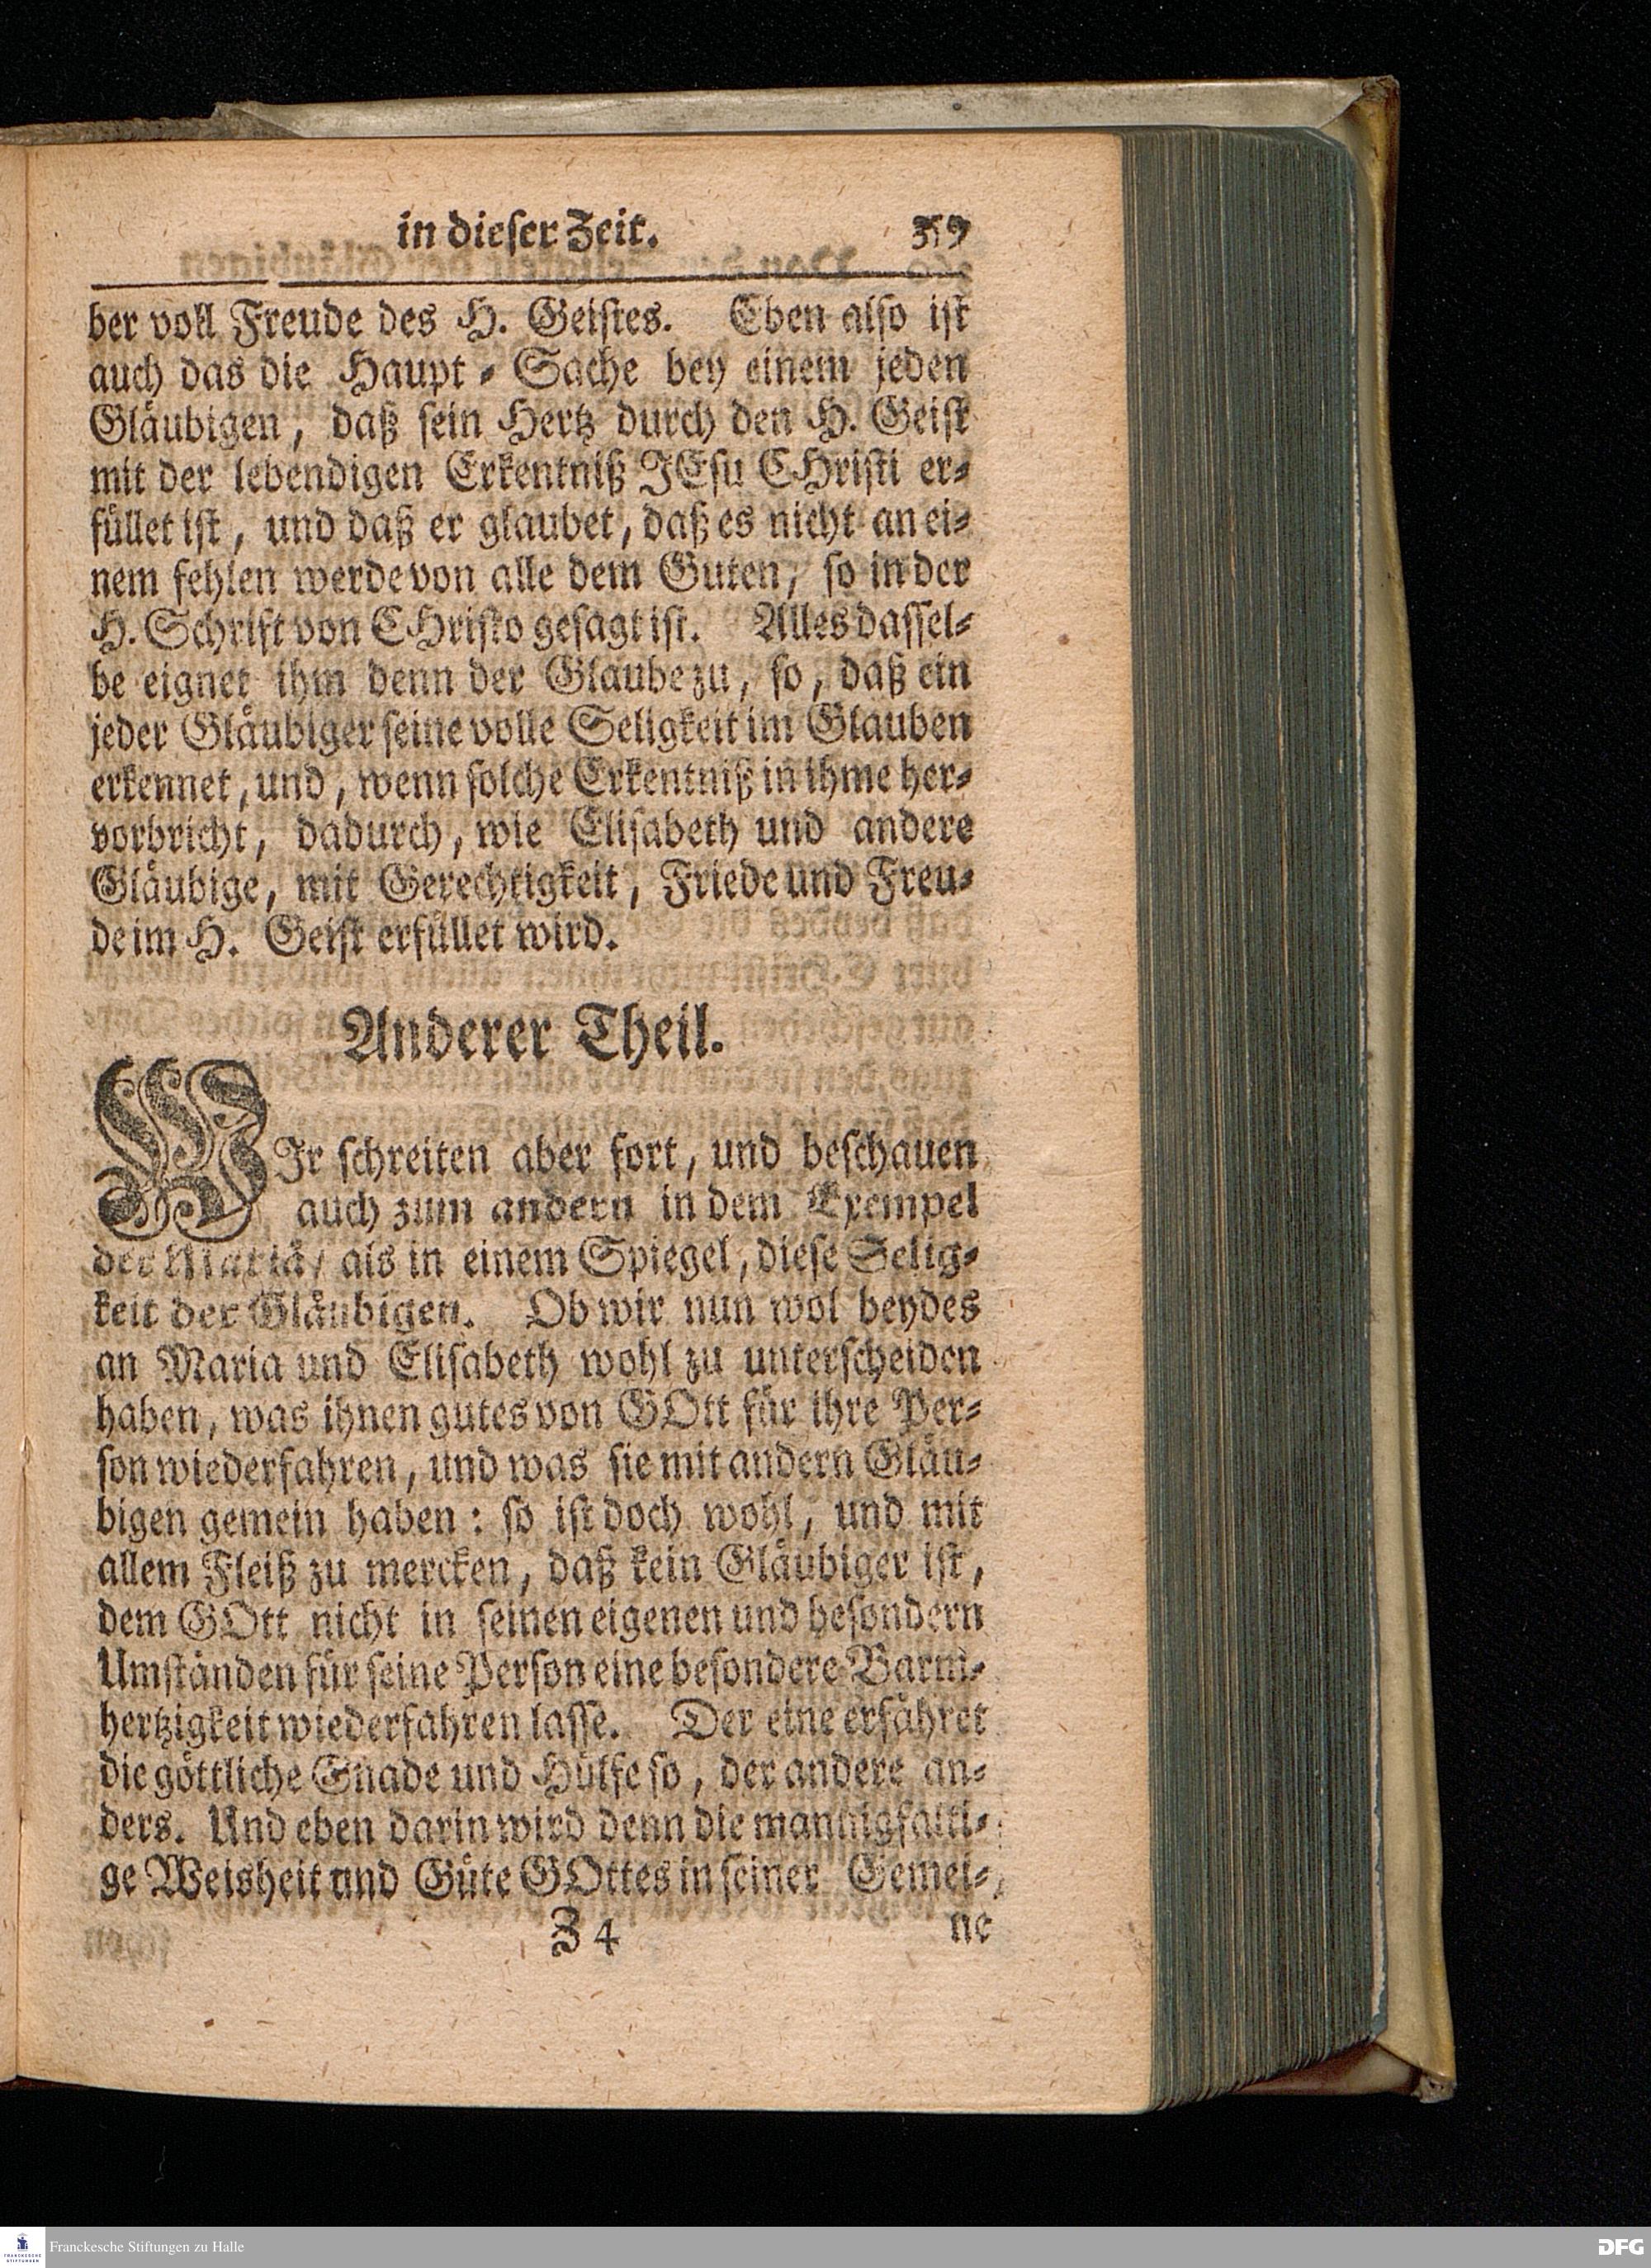 in dieser Zeit. 359
ber voll Freude des H. Geistes. Eben also ist
auch das die Haupt-Sache bey einem jeden
Gläubigen, daß sein Hertz durch den H. Geist
mit der lebendigen Erkentniß JEsu CHristi er-
füllet ist, und daß er glaubet, daß es nicht an ei-
nem fehlen werde von alle dem Guten, so in der
H. Schrift von CHristo gesagt ist. Alles dassel-
be eignet ihm denn der Glaube zu, so, daß ein
jeder Gläubiger seine volle Seligkeit im Glauben
erkennet, und, wenn solche Erkentniß in ihme her-
vorbricht, dadurch, wie Elisabeth und andere
Gläubige, mit Gerechtigkeit, Friede und Freu-
de im H. Geist erfüllet wird.
Anderer Theil.
WIr schreiten aber fort, und beschauen
auch zum andern in dem Exempel
der Mariä/ als in einem Spiegel, diese Selig-
keit der Gläubigen. Ob wir nun wol beydes
an Maria und Elisabeth wohl zu unterscheiden
haben, was ihnen gutes von GOtt für ihre Per-
son wiederfahren, und was sie mit andern Gläu-
bigen gemein haben: so ist doch wohl, und mit
allem Fleiß zu mercken, daß kein Gläubiger ist,
dem GOtt nicht in seinen eigenen und besondern
Umständen für seine Person eine besondere Barm-
hertzigkeit wiederfahren lasse. Der eine erfähret
die göttliche Gnade und Hülfe so, der andere an-
ders. Und eben darin wird denn die mannigfalti-
ge Weisheit und Güte GOttes in seiner Gemei-
Z 4 ne
FRANCKESCHE STIFTUNGEN
Franckesche Stiftungen zu Halle
DFG